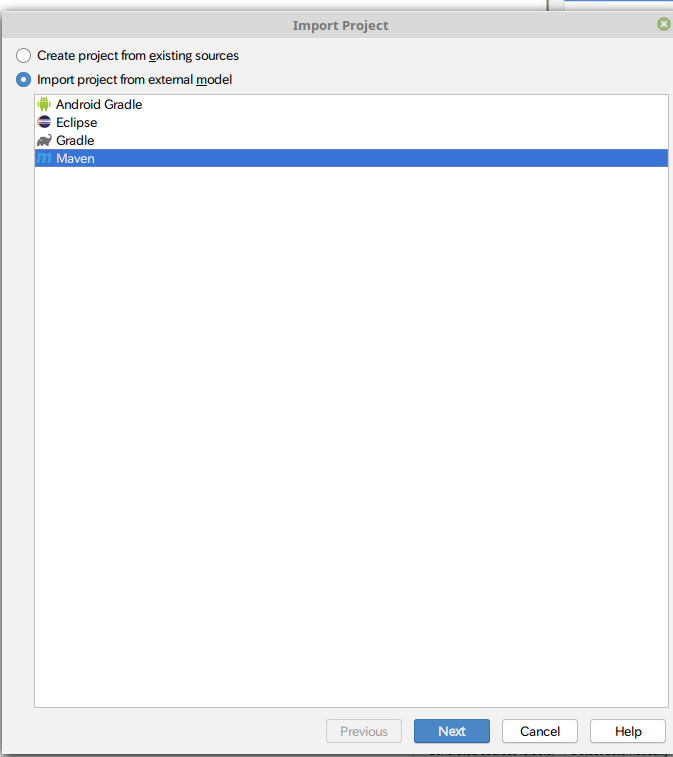 Import Project
Create project from existing sources
Import project from external model
Android Gradle
Eclipse
Gradle
Maven
Previous Next Cancel Help